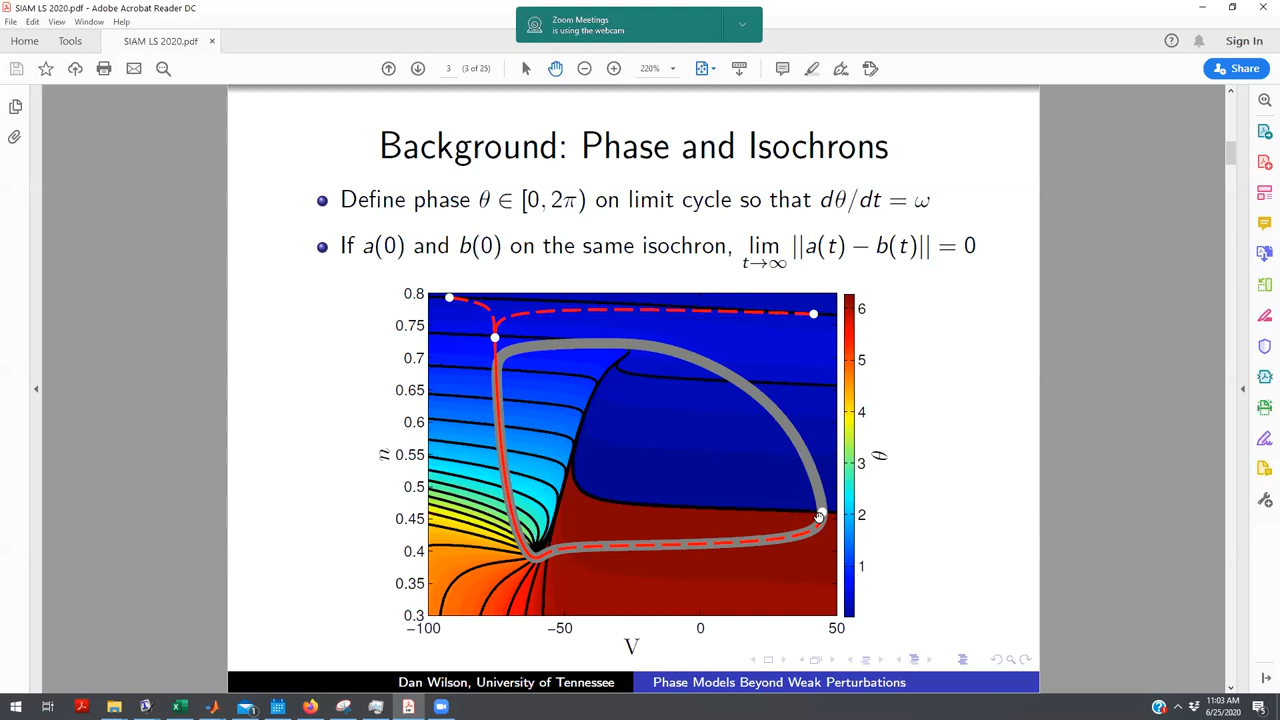 SIAM LS 2020.pdf - Adobe Acrobat Reader DC
File Edit View Window Help
Zoom Meetings
is using the webcam
Home Tools SIAM LS 2020.pdf × Sign In
3 (3 of 25) 220% Share
Background: Phase and Isochrons
Define phase θ ∈ [0, 2π) on limit cycle so that dθ/dt = ω
If a(0) and b(0) on the same isochron, lim ||a(t) − b(t)|| = 0
t→∞
0.8
0.75
0.7
0.65
0.6
0.55
0.5
0.45
0.4
0.35
0.3
n
−100 −50 0 50
V
6
5
4
3
2
1
θ
Dan Wilson, University of Tennessee Phase Models Beyond Weak Perturbations
11:03 AM
6/25/2020